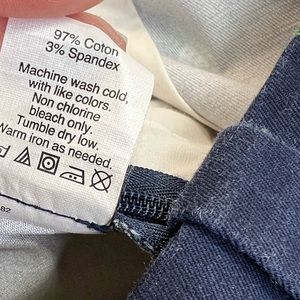 97% Coton
3% Spandex
Machine wash cold,
with like colors.
Non chlorine
bleach only.
Tumble dry low.
Warm iron as needed.
82